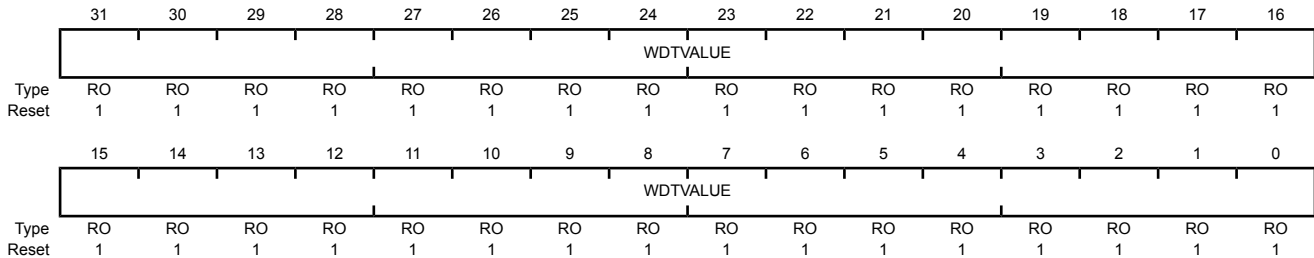 31 30 29 28 27 26 25 24 23 22 21 20 19 18 17 16
WDTVALUE
Type RO RO RO RO RO RO RO RO RO RO RO RO RO RO RO RO
Reset 1 1 1 1 1 1 1 1 1 1 1 1 1 1 1 1
15 14 13 12 11 10 9 8 7 6 5 4 3 2 1 0
WDTVALUE
Type RO RO RO RO RO RO RO RO RO RO RO RO RO RO RO RO
Reset 1 1 1 1 1 1 1 1 1 1 1 1 1 1 1 1